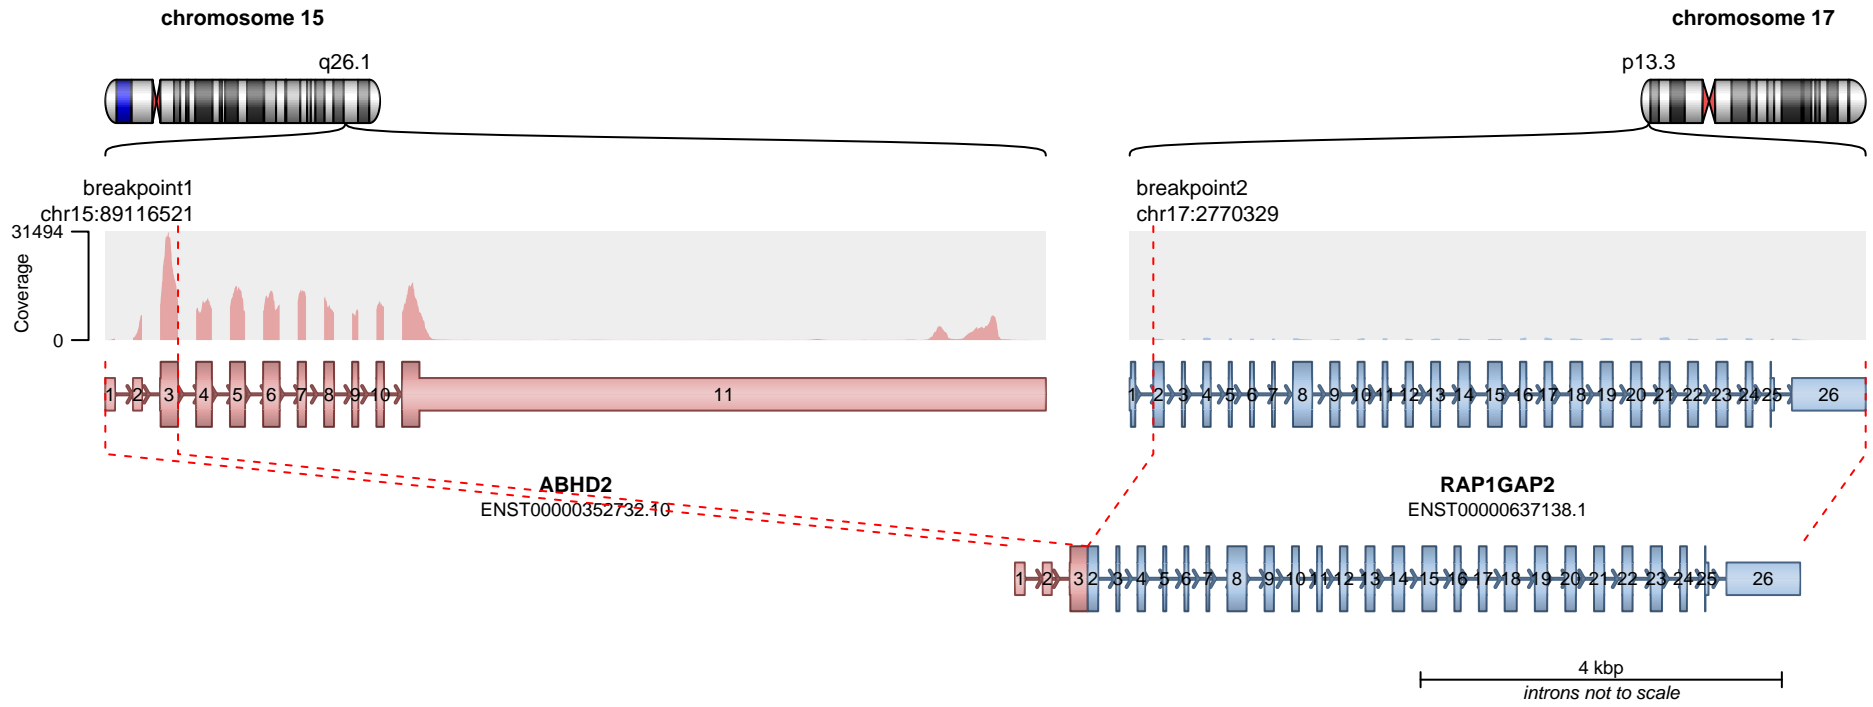 chromosome 15
chromosome 17
q26.1
p13.3
breakpoint1
chr15:89116521
breakpoint2
chr17:2770329
31494
Coverage
0
1 2 3 4 5 6 7 8 9 10 11
1 2 3 4 5 6 7 8 9 10 11 12 13 14 15 16 17 18 19 20 21 22 23 24 25 26
ABHD2
ENST00000352732.10
RAP1GAP2
ENST00000637138.1
1 2 3 2 3 4 5 6 7 8 9 10 11 12 13 14 15 16 17 18 19 20 21 22 23 24 25 26
4 kbp
introns not to scale